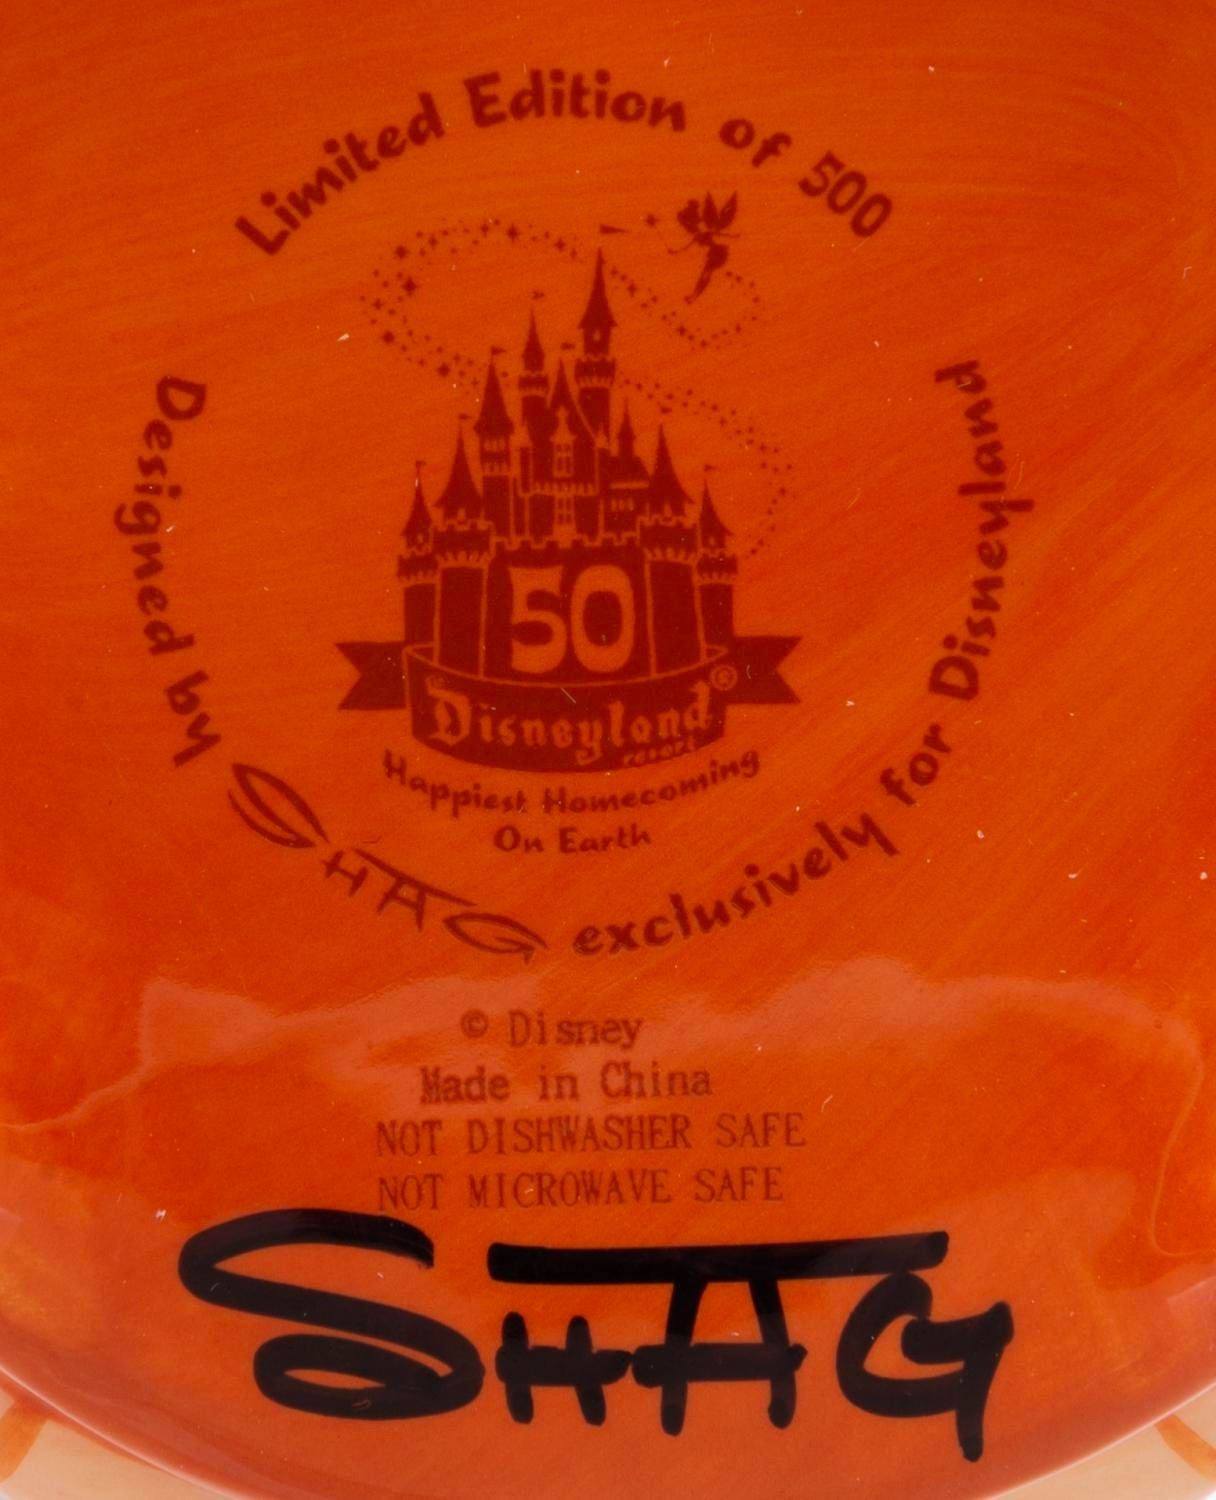 Limited Edition of 500
Designed by SHAG exclusively for Disneyland
50
Disneyland®
resort
Happiest Homecoming
On Earth
© Disney
Made in China
NOT DISHWASHER SAFE
NOT MICROWAVE SAFE
SHAG